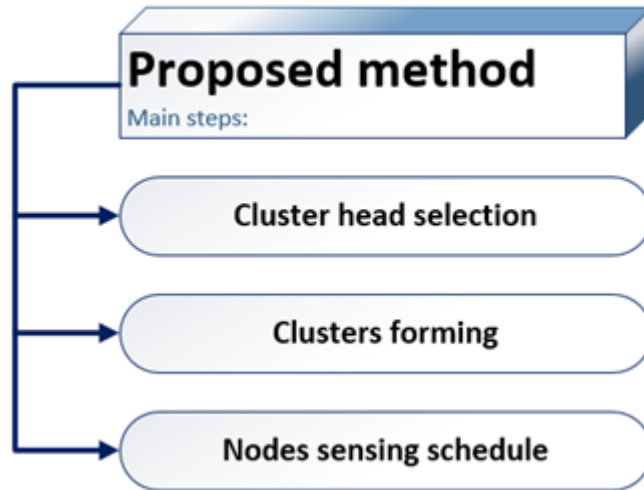 Proposed method
Main steps:
Cluster head selection
Clusters forming
Nodes sensing schedule